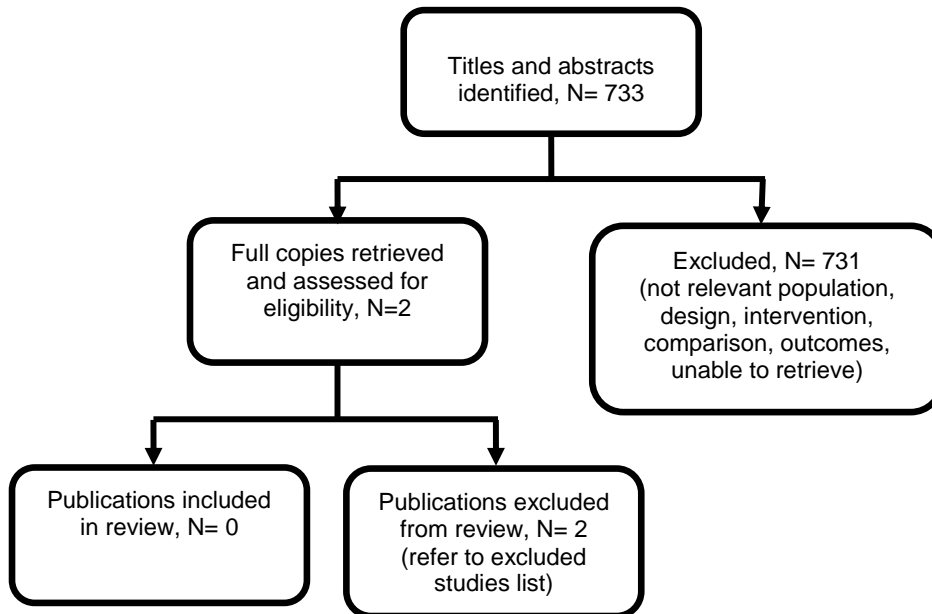 Titles and abstracts
identified, N= 733
Full copies retrieved
and assessed for
eligibility, N=2
Excluded, N= 731
(not relevant population,
design, intervention,
comparison, outcomes,
unable to retrieve)
Publications included
in review, N= 0
Publications excluded
from review, N= 2
(refer to excluded
studies list)